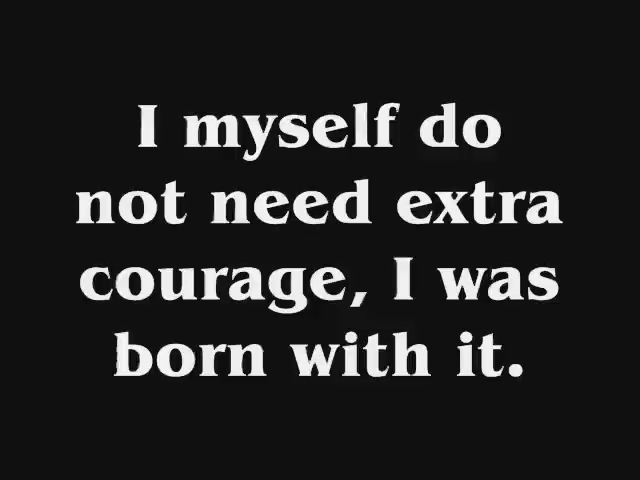 I myself do
not need extra
courage, I was
born with it.